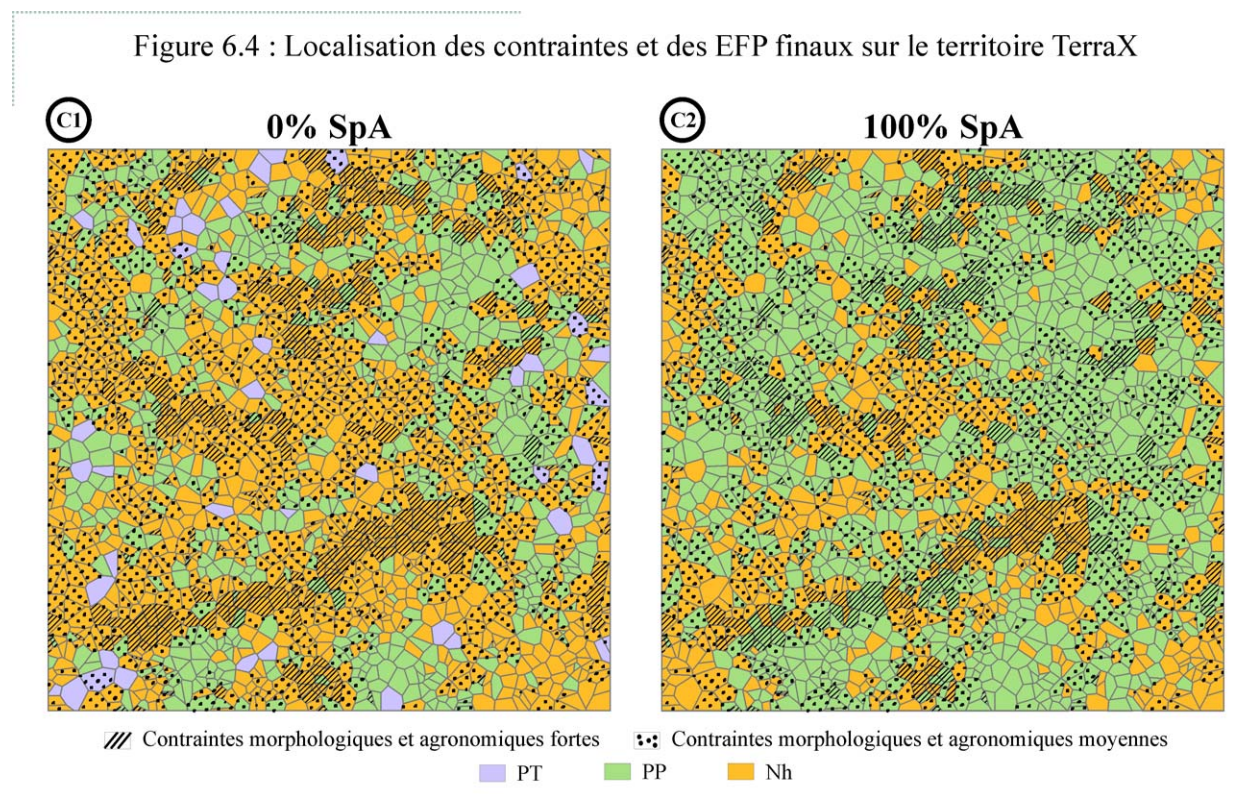 Figure 6.4 : Localisation des contraintes et des EFP finaux sur le territoire TerraX
C1
0% SpA
C2
100% SpA
Contraintes morphologiques et agronomiques fortes
Contraintes morphologiques et agronomiques moyennes
PT
PP
Nh